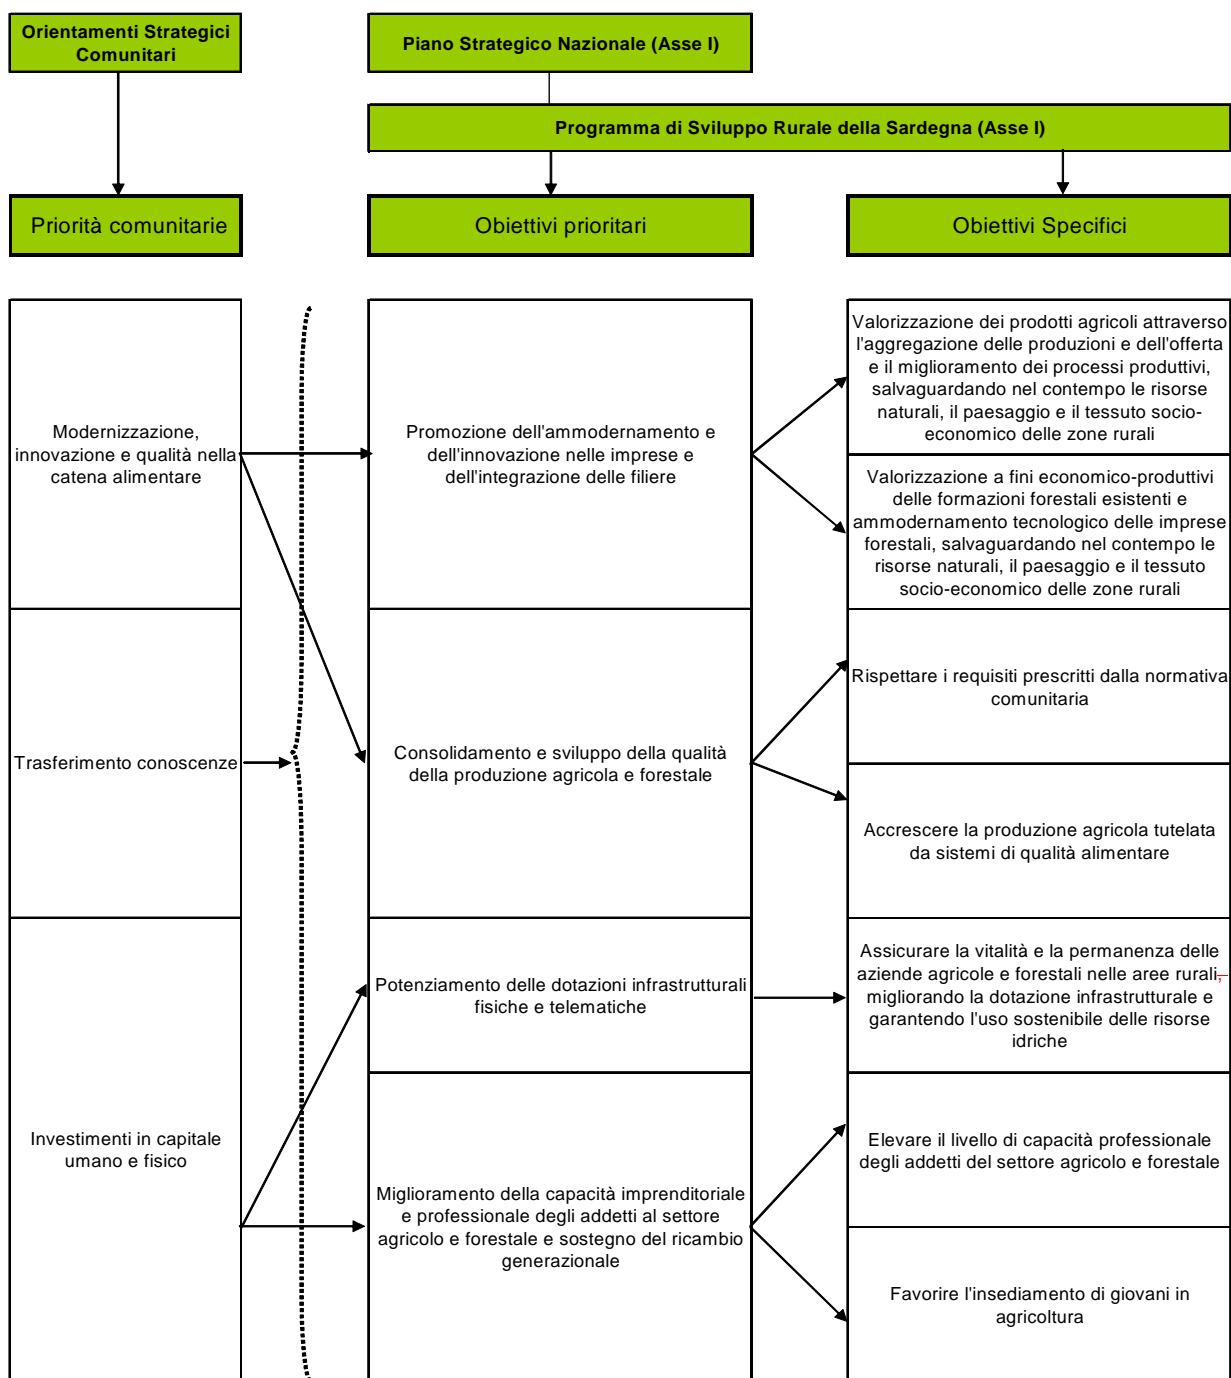 Orientamenti Strategici
Comunitari
Piano Strategico Nazionale (Asse I)
Programma di Sviluppo Rurale della Sardegna (Asse I)
Priorità comunitarie
Obiettivi prioritari
Obiettivi Specifici
Modernizzazione,
innovazione e qualità nella
catena alimentare
Promozione dell'ammodernamento e
dell'innovazione nelle imprese e
dell'integrazione delle filiere
Valorizzazione dei prodotti agricoli attraverso
l'aggregazione delle produzioni e dell'offerta
e il miglioramento dei processi produttivi,
salvaguardando nel contempo le risorse
naturali, il paesaggio e il tessuto socio-
economico delle zone rurali
Valorizzazione a fini economico-produttivi
delle formazioni forestali esistenti e
ammodernamento tecnologico delle imprese
forestali, salvaguardando nel contempo le
risorse naturali, il paesaggio e il tessuto
socio-economico delle zone rurali
Trasferimento conoscenze
Consolidamento e sviluppo della qualità
della produzione agricola e forestale
Rispettare i requisiti prescritti dalla normativa
comunitaria
Accrescere la produzione agricola tutelata
da sistemi di qualità alimentare
Investimenti in capitale
umano e fisico
Potenziamento delle dotazioni infrastrutturali
fisiche e telematiche
Assicurare la vitalità e la permanenza delle
aziende agricole e forestali nelle aree rurali,
migliorando la dotazione infrastrutturale e
garantendo l'uso sostenibile delle risorse
idriche
Miglioramento della capacità imprenditoriale
e professionale degli addetti al settore
agricolo e forestale e sostegno del ricambio
generazionale
Elevare il livello di capacità professionale
degli addetti del settore agricolo e forestale
Favorire l'insediamento di giovani in
agricoltura